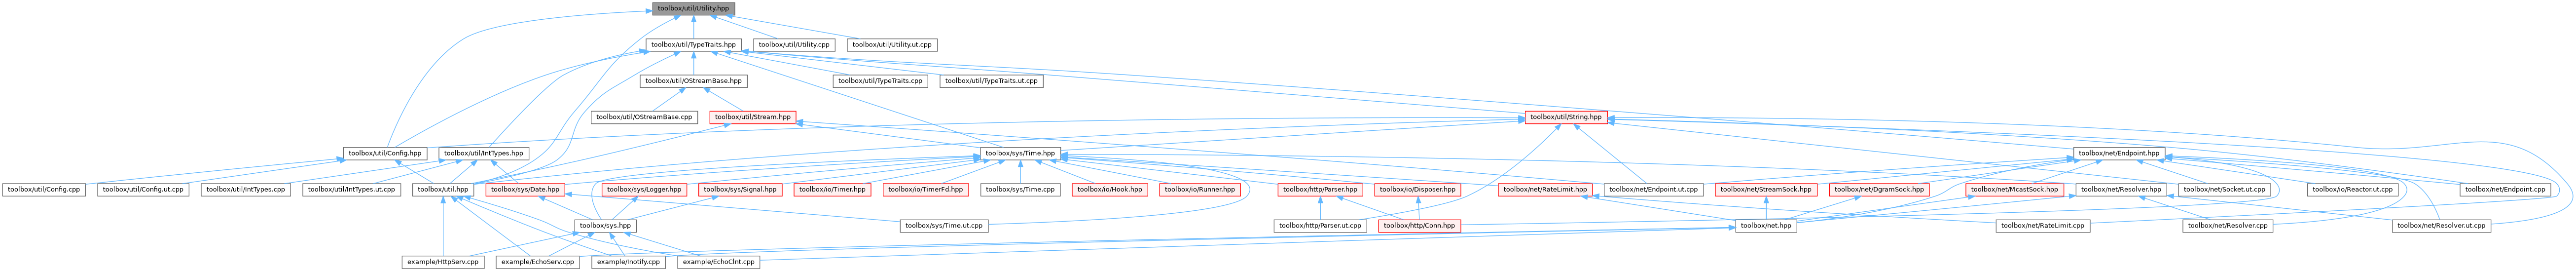 toolbox/util/Utility.hpp
toolbox/util/TypeTraits.hpp
toolbox/util/Utility.cpp
toolbox/util/Utility.ut.cpp
toolbox/util/OStreamBase.hpp
toolbox/util/TypeTraits.cpp
toolbox/util/TypeTraits.ut.cpp
toolbox/util/OStreamBase.cpp
toolbox/util/Stream.hpp
toolbox/util/String.hpp
toolbox/util/Config.hpp
toolbox/util/IntTypes.hpp
toolbox/sys/Time.hpp
toolbox/net/Endpoint.hpp
toolbox/util/Config.cpp
toolbox/util/Config.ut.cpp
toolbox/util/IntTypes.cpp
toolbox/util/IntTypes.ut.cpp
toolbox/util.hpp
toolbox/sys/Date.hpp
toolbox/sys/Logger.hpp
toolbox/sys/Signal.hpp
toolbox/io/Timer.hpp
toolbox/io/TimerFd.hpp
toolbox/sys/Time.cpp
toolbox/io/Hook.hpp
toolbox/io/Runner.hpp
toolbox/http/Parser.hpp
toolbox/io/Disposer.hpp
toolbox/net/RateLimit.hpp
toolbox/net/Endpoint.ut.cpp
toolbox/net/StreamSock.hpp
toolbox/net/DgramSock.hpp
toolbox/net/McastSock.hpp
toolbox/net/Resolver.hpp
toolbox/net/Socket.ut.cpp
toolbox/io/Reactor.ut.cpp
toolbox/net/Endpoint.cpp
toolbox/sys.hpp
toolbox/sys/Time.ut.cpp
toolbox/http/Parser.ut.cpp
toolbox/http/Conn.hpp
toolbox/net.hpp
toolbox/net/RateLimit.cpp
toolbox/net/Resolver.cpp
toolbox/net/Resolver.ut.cpp
example/HttpServ.cpp
example/EchoServ.cpp
example/Inotify.cpp
example/EchoClnt.cpp